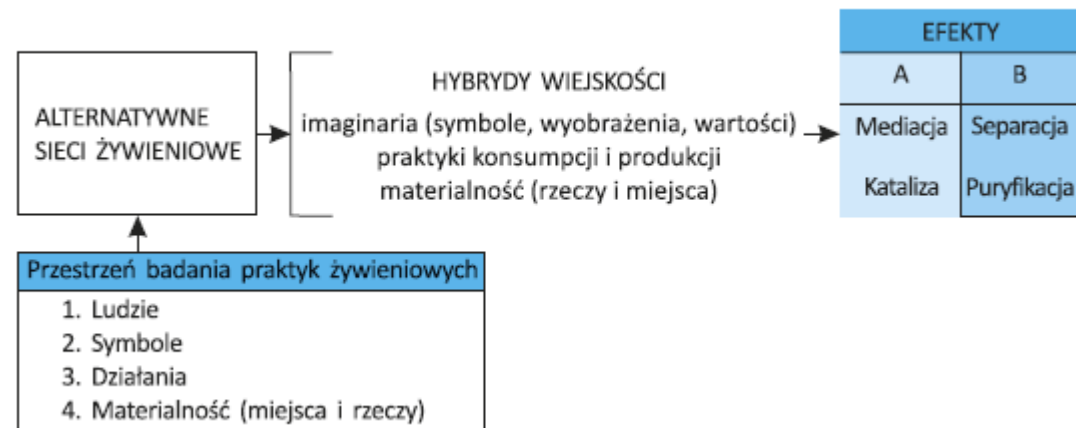 ALTERNATYWNE
SIECI ŻYWIENIOWE
HYBRYDY WIEJSKOŚCI
imaginaria (symbole, wyobrażenia, wartości)
praktyki konsumpcji i produkcji
materialność (rzeczy i miejsca)
EFEKTY
A B
Mediacja Separacja
Kataliza Puryfikacja
Przestrzeń badania praktyk żywieniowych
1. Ludzie
2. Symbole
3. Działania
4. Materialność (miejsca i rzeczy)